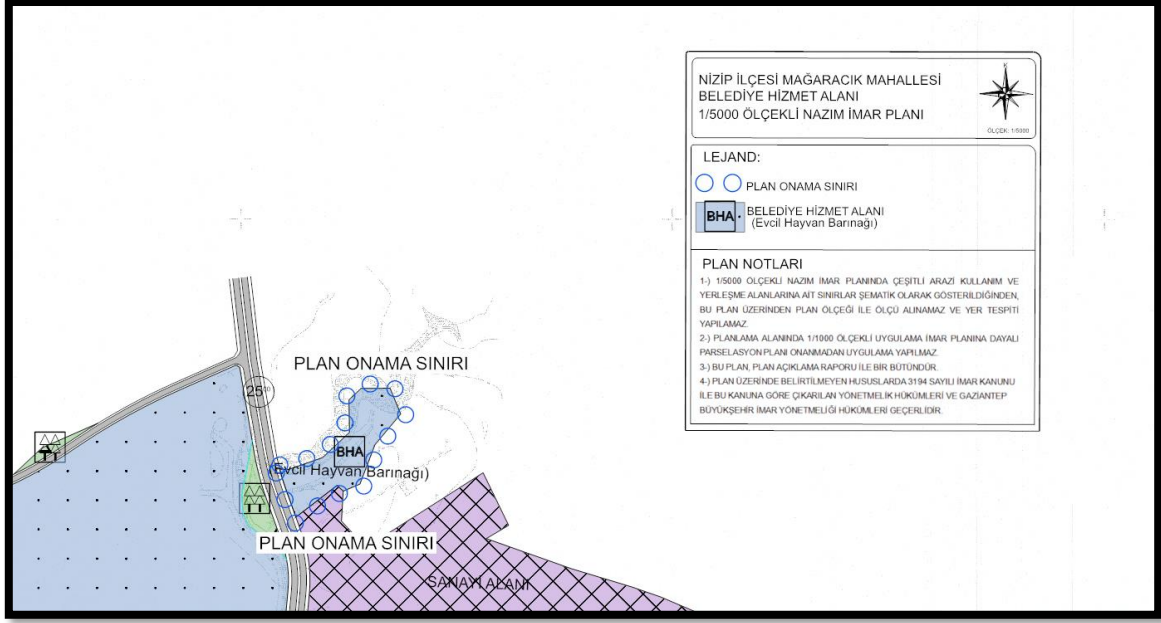 NİZİP İLÇESİ MAĞARACIK MAHALLESİ
BELEDİYE HİZMET ALANI
1/5000 ÖLÇEKLİ NAZIM İMAR PLANI
K
ÖLÇEK: 1/5000
LEJAND:
PLAN ONAMA SINIRI
BHA
BELEDİYE HİZMET ALANI
(Evcil Hayvan Barınağı)
PLAN NOTLARI
1-) 1/5000 ÖLÇEKLİ NAZIM İMAR PLANINDA ÇEŞİTLİ ARAZİ KULLANIM VE
YERLEŞME ALANLARINA AİT SINIRLAR ŞEMATİK OLARAK GÖSTERİLDİĞİNDEN,
BU PLAN ÜZERİNDEN PLAN ÖLÇEĞİ İLE ÖLÇÜ ALINAMAZ VE YER TESPİTİ
YAPILAMAZ.
2-) PLANLAMA ALANINDA 1/1000 ÖLÇEKLİ UYGULAMA İMAR PLANINA DAYALI
PARSELASYON PLANI ONANMADAN UYGULAMA YAPILMAZ.
3-) BU PLAN, PLAN AÇIKLAMA RAPORU İLE BİR BÜTÜNDÜR.
4-) PLAN ÜZERİNDE BELİRTİLMEYEN HUSUSLARDA 3194 SAYILI İMAR KANUNU
İLE BU KANUNA GÖRE ÇIKARILAN YÖNETMELİK HÜKÜMLERİ VE GAZİANTEP
BÜYÜKŞEHİR İMAR YÖNETMELİĞİ HÜKÜMLERİ GEÇERLİDİR.
PLAN ONAMA SINIRI
25
BHA
(Evcil Hayvan Barınağı)
PLAN ONAMA SINIRI
SANAYİ ALANI